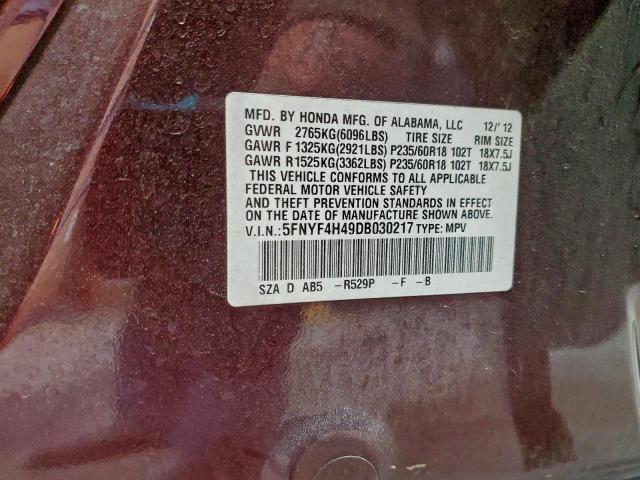 MFD. BY HONDA MFG. OF ALABAMA, LLC 12/'12
GVWR 2765KG(6096LBS) TIRE SIZE RIM SIZE
GAWR F 1325KG(2921LBS) P235/60R18 102T 18X7.5J
GAWR R1525KG(3362LBS) P235/60R18 102T 18X7.5J
THIS VEHICLE CONFORMS TO ALL APPLICABLE
FEDERAL MOTOR VEHICLE SAFETY
AND THEFT PREVENTION STANDARDS IN EFFECT
ON THE DATE OF MANUFACTURE SHOWN ABOVE.
V.I.N.:5FNYF4H49DB030217 TYPE: MPV
SZA D AB5 -R529P -F -B